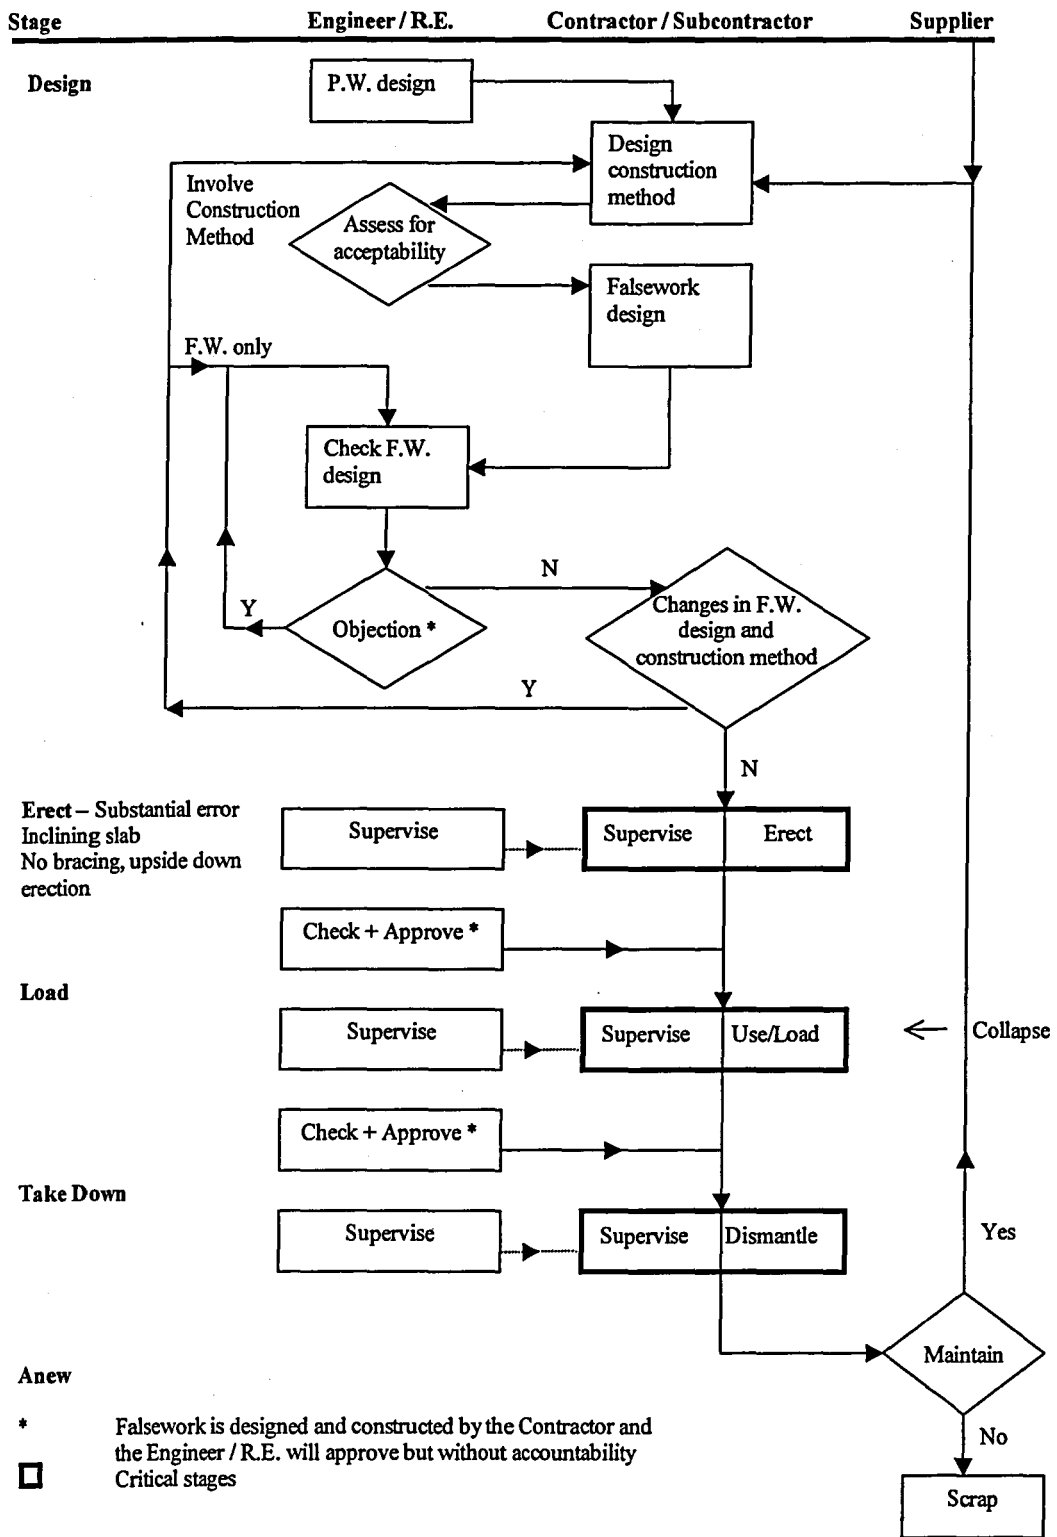 Stage Engineer / R.E. Contractor / Subcontractor Supplier
Design
P.W. design
Design
construction
method
Involve
Construction
Method
Assess for
acceptability
Falsework
design
F.W. only
Check F.W.
design
N
Y
Objection *
Changes in F.W.
design and
construction method
Y
N
Erect – Substantial error
Inclining slab
No bracing, upside down
erection
Supervise
Supervise Erect
Check + Approve *
Load
Supervise
Supervise Use/Load
Collapse
Check + Approve *
Take Down
Supervise
Supervise Dismantle
Yes
Maintain
Anew
* Falsework is designed and constructed by the Contractor and
the Engineer / R.E. will approve but without accountability
Critical stages
No
Scrap